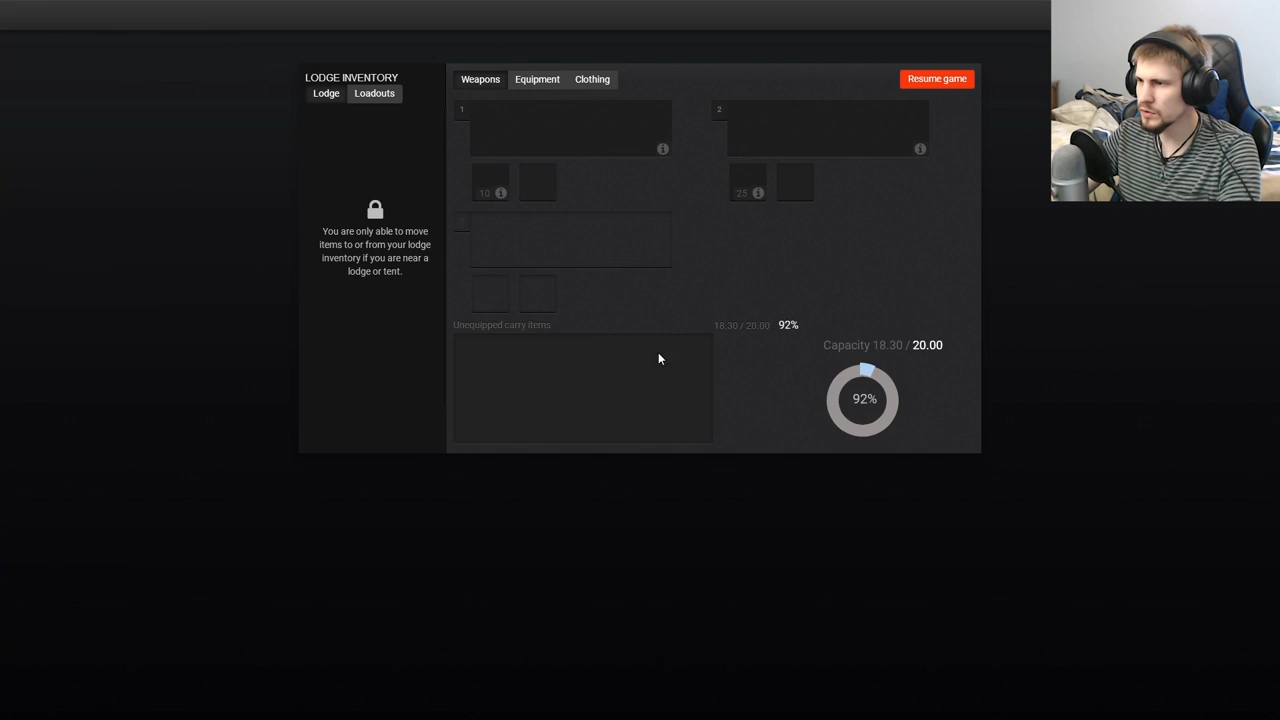 LODGE INVENTORY
Lodge Loadouts
Weapons Equipment Clothing
Resume game
1
2
10
25
You are only able to move
items to or from your lodge
inventory if you are near a
lodge or tent.
Unequipped carry items
18.30 / 20.00 92%
Capacity 18.30 / 20.00
92%